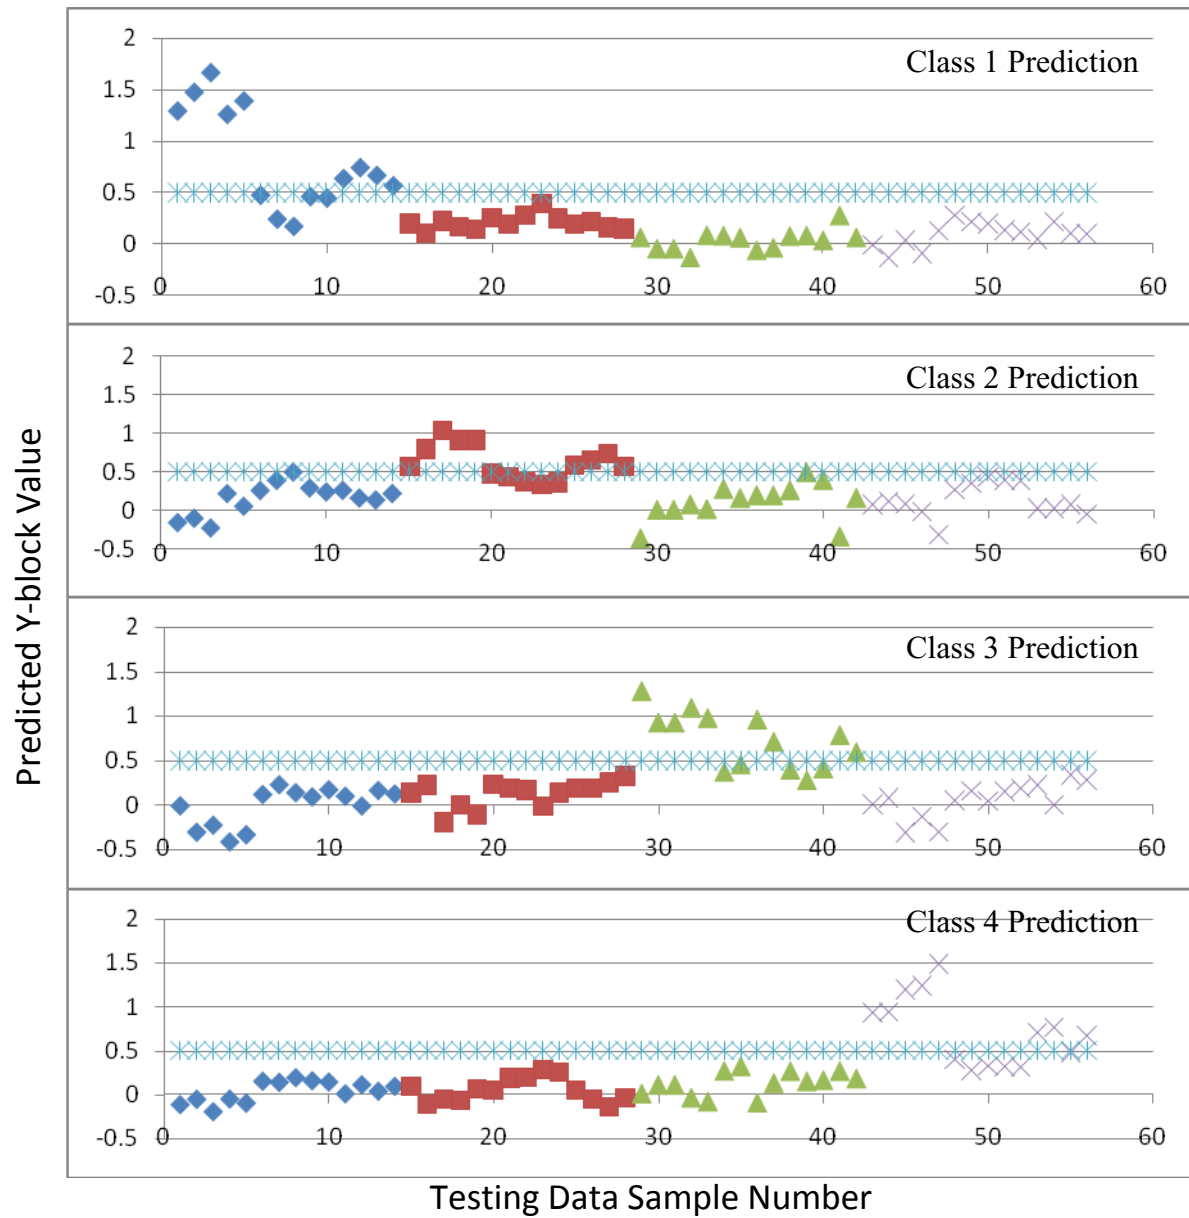 Predicted Y-block Value
Class 1 Prediction
2
1.5
1
0.5
0
-0.5
0 10 20 30 40 50 60
Class 2 Prediction
2
1.5
1
0.5
0
-0.5
0 10 20 30 40 50 60
Class 3 Prediction
2
1.5
1
0.5
0
-0.5
0 10 20 30 40 50 60
Class 4 Prediction
2
1.5
1
0.5
0
-0.5
0 10 20 30 40 50 60
Testing Data Sample Number